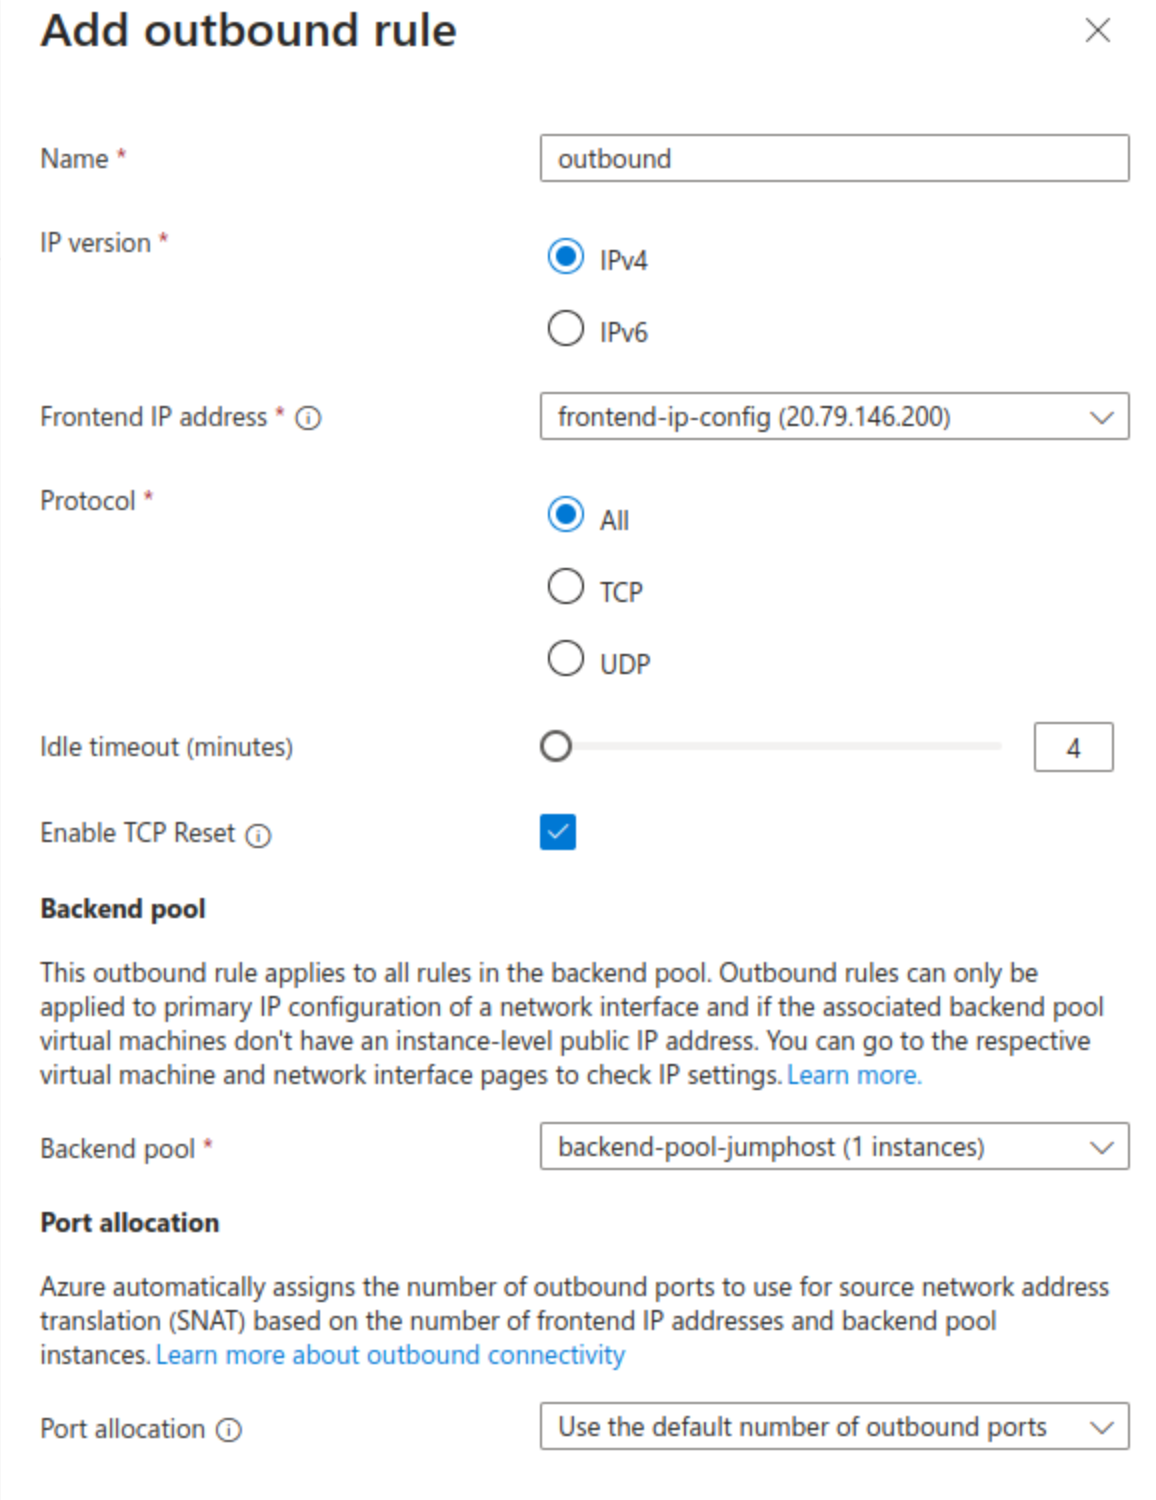 Add outbound rule
Name *
outbound
IP version *
IPv4
IPv6
Frontend IP address *
frontend-ip-config (20.79.146.200)
Protocol *
All
TCP
UDP
Idle timeout (minutes)
4
Enable TCP Reset
Backend pool
This outbound rule applies to all rules in the backend pool. Outbound rules can only be
applied to primary IP configuration of a network interface and if the associated backend pool
virtual machines don't have an instance-level public IP address. You can go to the respective
virtual machine and network interface pages to check IP settings. Learn more.
Backend pool *
backend-pool-jumphost (1 instances)
Port allocation
Azure automatically assigns the number of outbound ports to use for source network address
translation (SNAT) based on the number of frontend IP addresses and backend pool
instances. Learn more about outbound connectivity
Port allocation
Use the default number of outbound ports